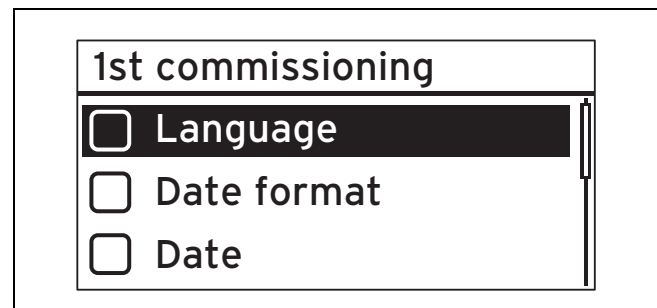 1st commissioning
Language
Date format
Date